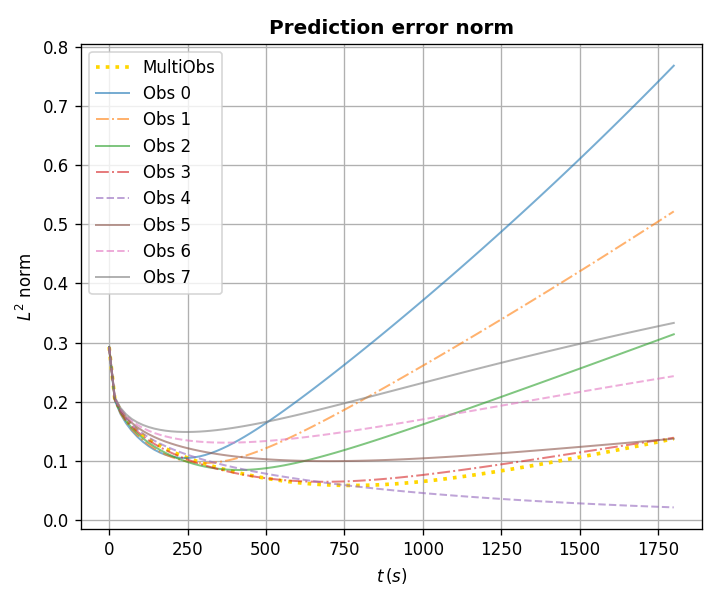 Prediction error norm
0.8
0.7
0.6
0.5
0.4
0.3
0.2
0.1
0.0
L² norm
MultiObs
Obs 0
Obs 1
Obs 2
Obs 3
Obs 4
Obs 5
Obs 6
Obs 7
0 250 500 750 1000 1250 1500 1750
t (s)